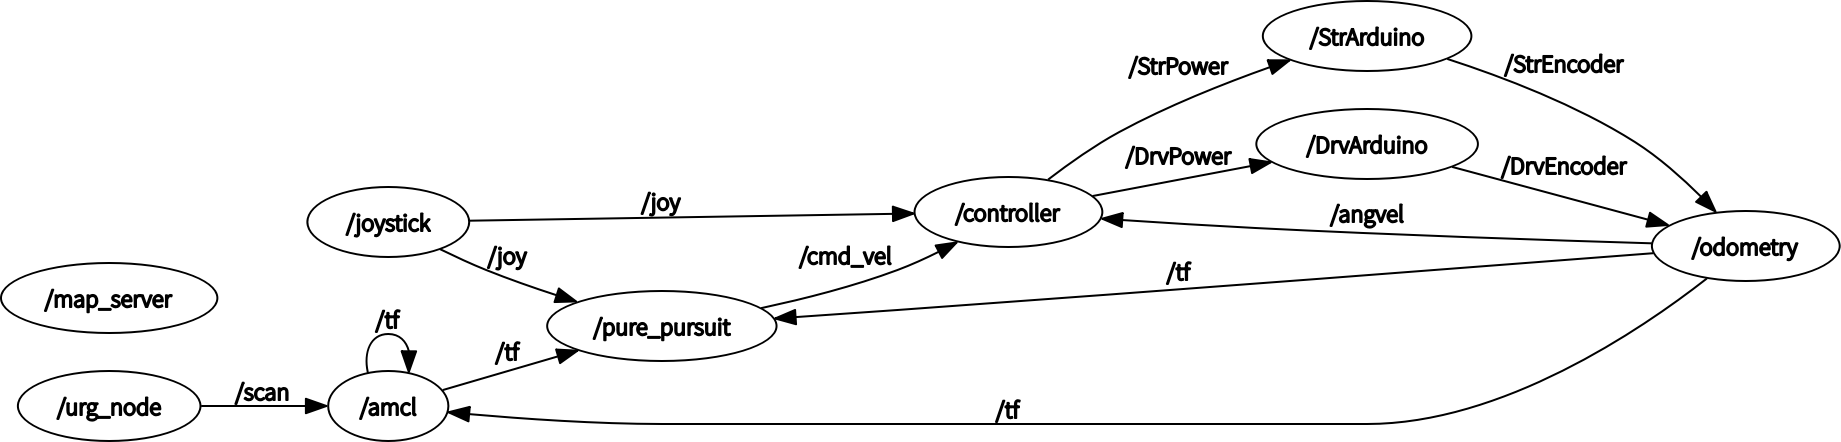 /StrArduino
/StrPower
/StrEncoder
/DrvArduino
/DrvPower
/DrvEncoder
/joystick
/joy
/controller
/angvel
/odometry
/joy
/cmd_vel
/tf
/map_server
/pure_pursuit
/tf
/tf
/urg_node
/scan
/amcl
/tf